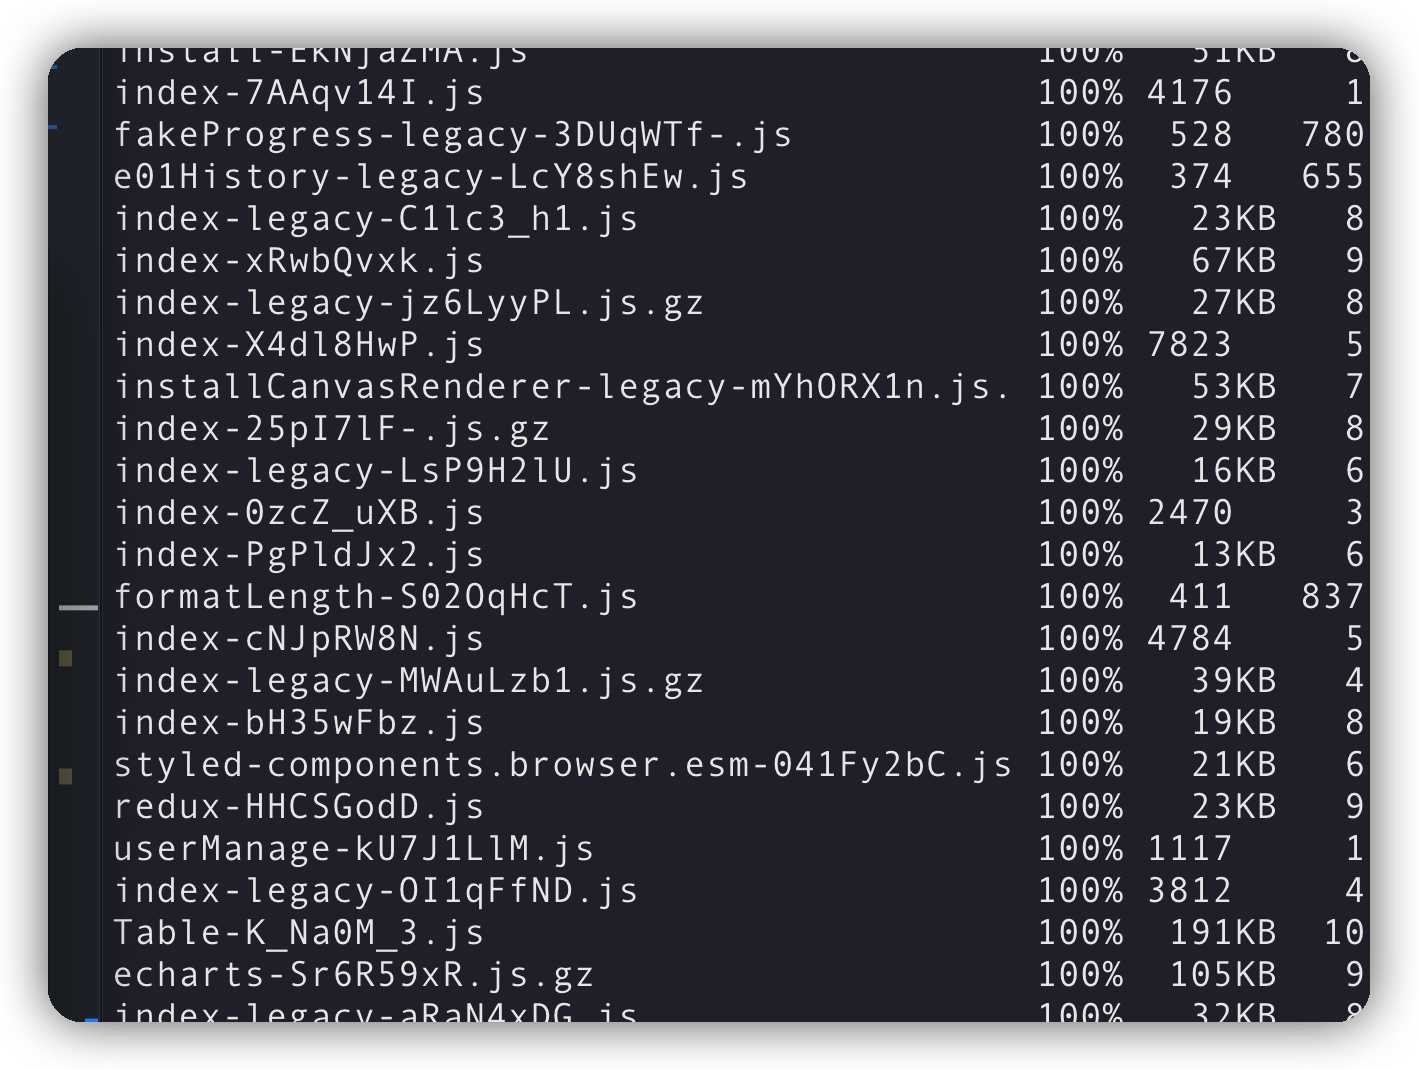 install-EkNjaZMA.js 100% 51KB 8
index-7AAqv14I.js 100% 4176 1
fakeProgress-legacy-3DUqWTf-.js 100% 528 780
e01History-legacy-LcY8shEw.js 100% 374 655
index-legacy-C1lc3_h1.js 100% 23KB 8
index-xRwbQvxk.js 100% 67KB 9
index-legacy-jz6LyyPL.js.gz 100% 27KB 8
index-X4dl8HwP.js 100% 7823 5
installCanvasRenderer-legacy-mYhORX1n.js. 100% 53KB 7
index-25pI7lF-.js.gz 100% 29KB 8
index-legacy-LsP9H2lU.js 100% 16KB 6
index-0zcZ_uXB.js 100% 2470 3
index-PgPldJx2.js 100% 13KB 6
formatLength-S02OqHcT.js 100% 411 837
index-cNJpRW8N.js 100% 4784 5
index-legacy-MWAuLzb1.js.gz 100% 39KB 4
index-bH35wFbz.js 100% 19KB 8
styled-components.browser.esm-041Fy2bC.js 100% 21KB 6
redux-HHCSGodD.js 100% 23KB 9
userManage-kU7J1LlM.js 100% 1117 1
index-legacy-OI1qFfND.js 100% 3812 4
Table-K_Na0M_3.js 100% 191KB 10
echarts-Sr6R59xR.js.gz 100% 105KB 9
index-legacy-aRaN4xDG.js 100% 32KB 8